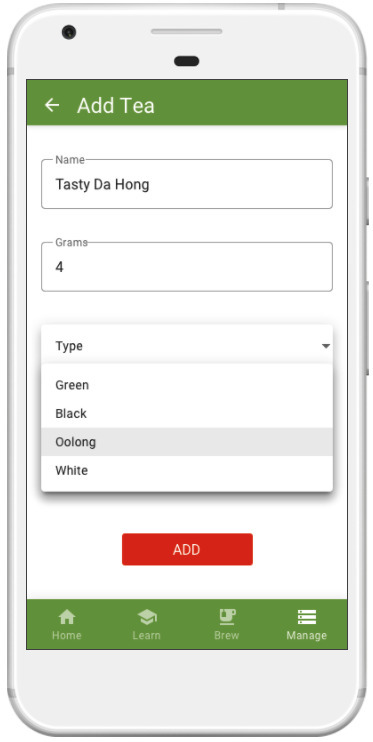 Add Tea
Name
Tasty Da Hong
Grams
4
Type
Green
Black
Oolong
White
ADD
Home Learn Brew Manage